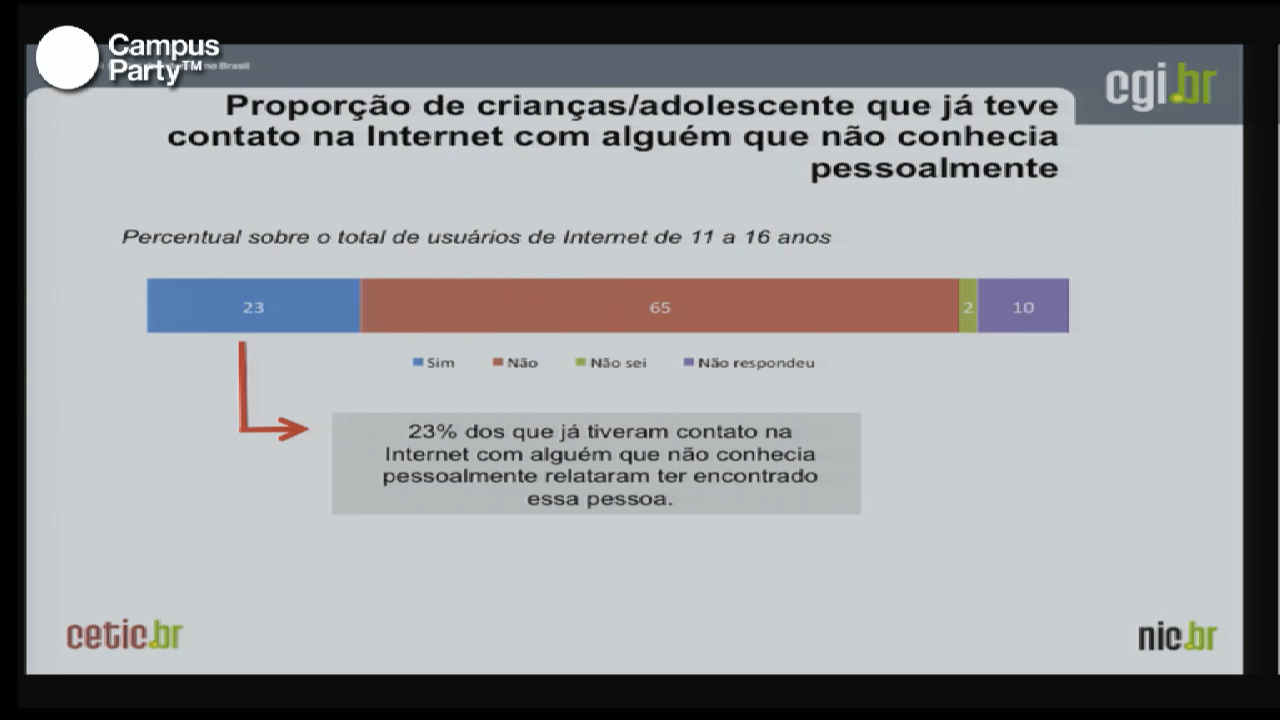 Campus
Party™
no Brasil
cgi.br
Proporção de crianças/adolescente que já teve
contato na Internet com alguém que não conhecia
pessoalmente
Percentual sobre o total de usuários de Internet de 11 a 16 anos
23 65 2 10
Sim Não Não sei Não respondeu
23% dos que já tiveram contato na
Internet com alguém que não conhecia
pessoalmente relataram ter encontrado
essa pessoa.
cetic.br
nic.br